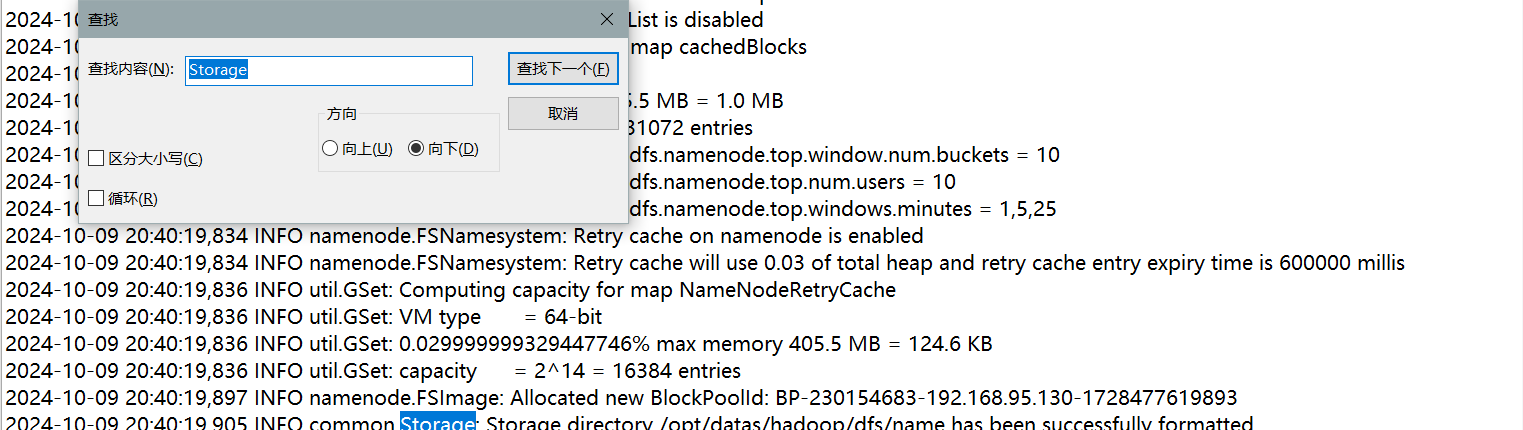 2024-10
List is disabled
查找
2024-10
map cachedBlocks
查找内容(N):
Storage
查找下一个(F)
2024-10
2024-10
5.5 MB = 1.0 MB
取消
方向
2024-10
31072 entries
向上(U)
向下(D)
2024-10
dfs.namenode.top.window.num.buckets = 10
区分大小写(C)
2024-10
dfs.namenode.top.num.users = 10
循环(R)
2024-10
dfs.namenode.top.windows.minutes = 1,5,25
2024-10-09 20:40:19,834 INFO namenode.FSNamesystem: Retry cache on namenode is enabled
2024-10-09 20:40:19,834 INFO namenode.FSNamesystem: Retry cache will use 0.03 of total heap and retry cache entry expiry time is 600000 millis
2024-10-09 20:40:19,836 INFO util.GSet: Computing capacity for map NameNodeRetryCache
2024-10-09 20:40:19,836 INFO util.GSet: VM type = 64-bit
2024-10-09 20:40:19,836 INFO util.GSet: 0.029999999329447746% max memory 405.5 MB = 124.6 KB
2024-10-09 20:40:19,836 INFO util.GSet: capacity = 2^14 = 16384 entries
2024-10-09 20:40:19,897 INFO namenode.FSImage: Allocated new BlockPoolId: BP-230154683-192.168.95.130-1728477619893
2024-10-09 20:40:19,905 INFO common.Storage: Storage directory /opt/datas/hadoop/dfs/name has been successfully formatted